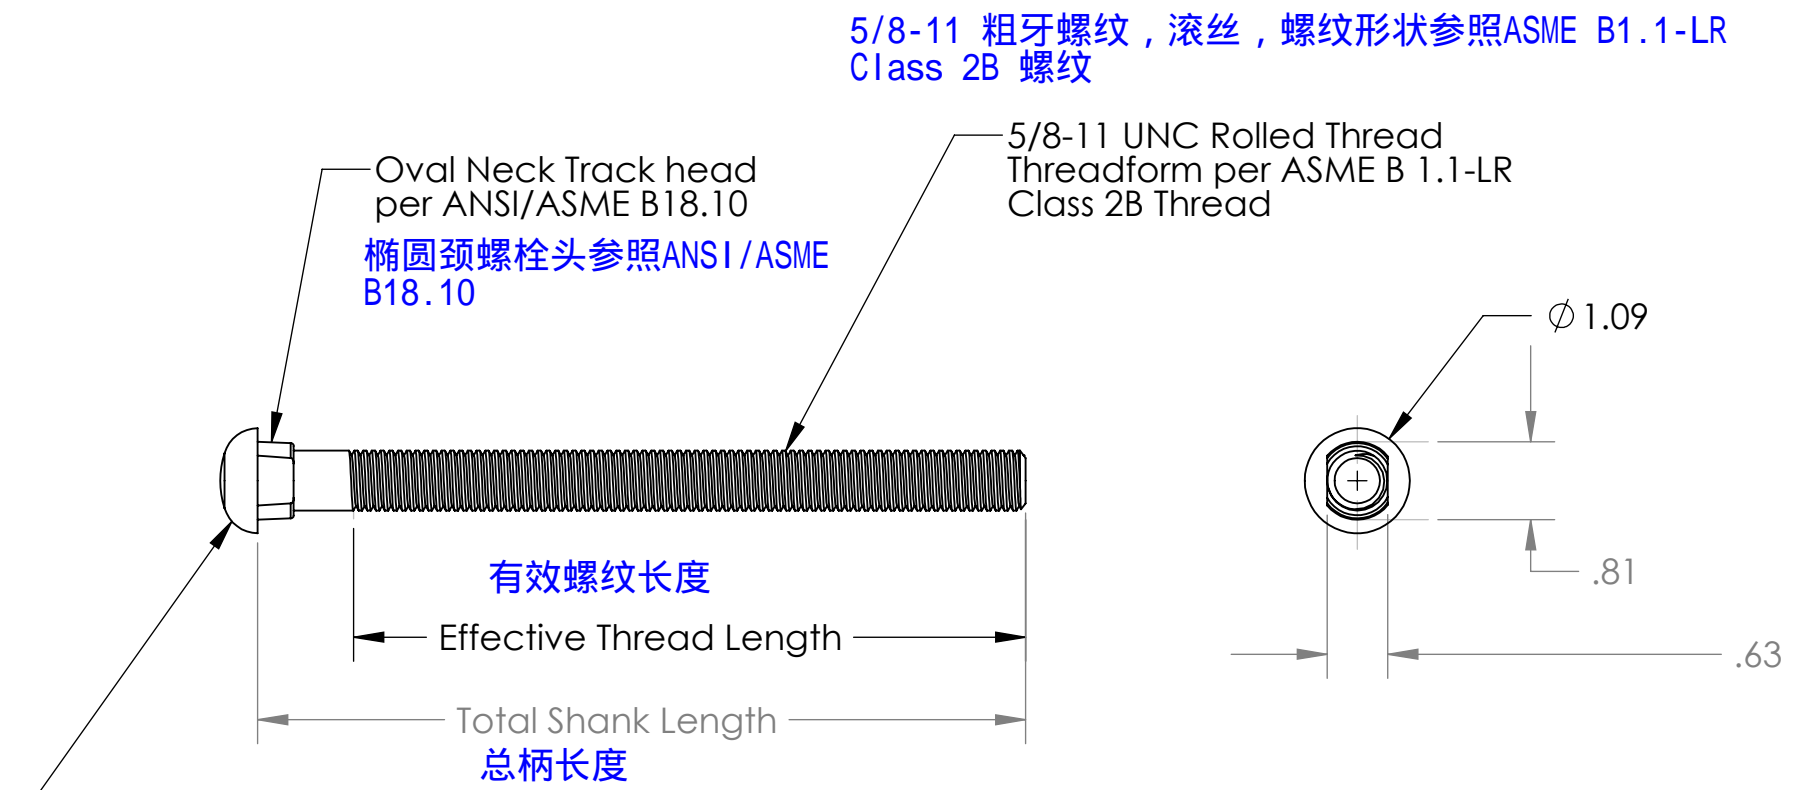 5/8-11 粗牙螺纹，滚丝，螺纹形状参照ASME B1.1-LR
Class 2B 螺纹
5/8-11 UNC Rolled Thread
Threadform per ASME B 1.1-LR
Class 2B Thread
Oval Neck Track head
per ANSI/ASME B18.10
椭圆颈螺栓头参照ANSI/ASME
B18.10
∅ 1.09
.81
有效螺纹长度
Effective Thread Length
.63
Total Shank Length
总柄长度